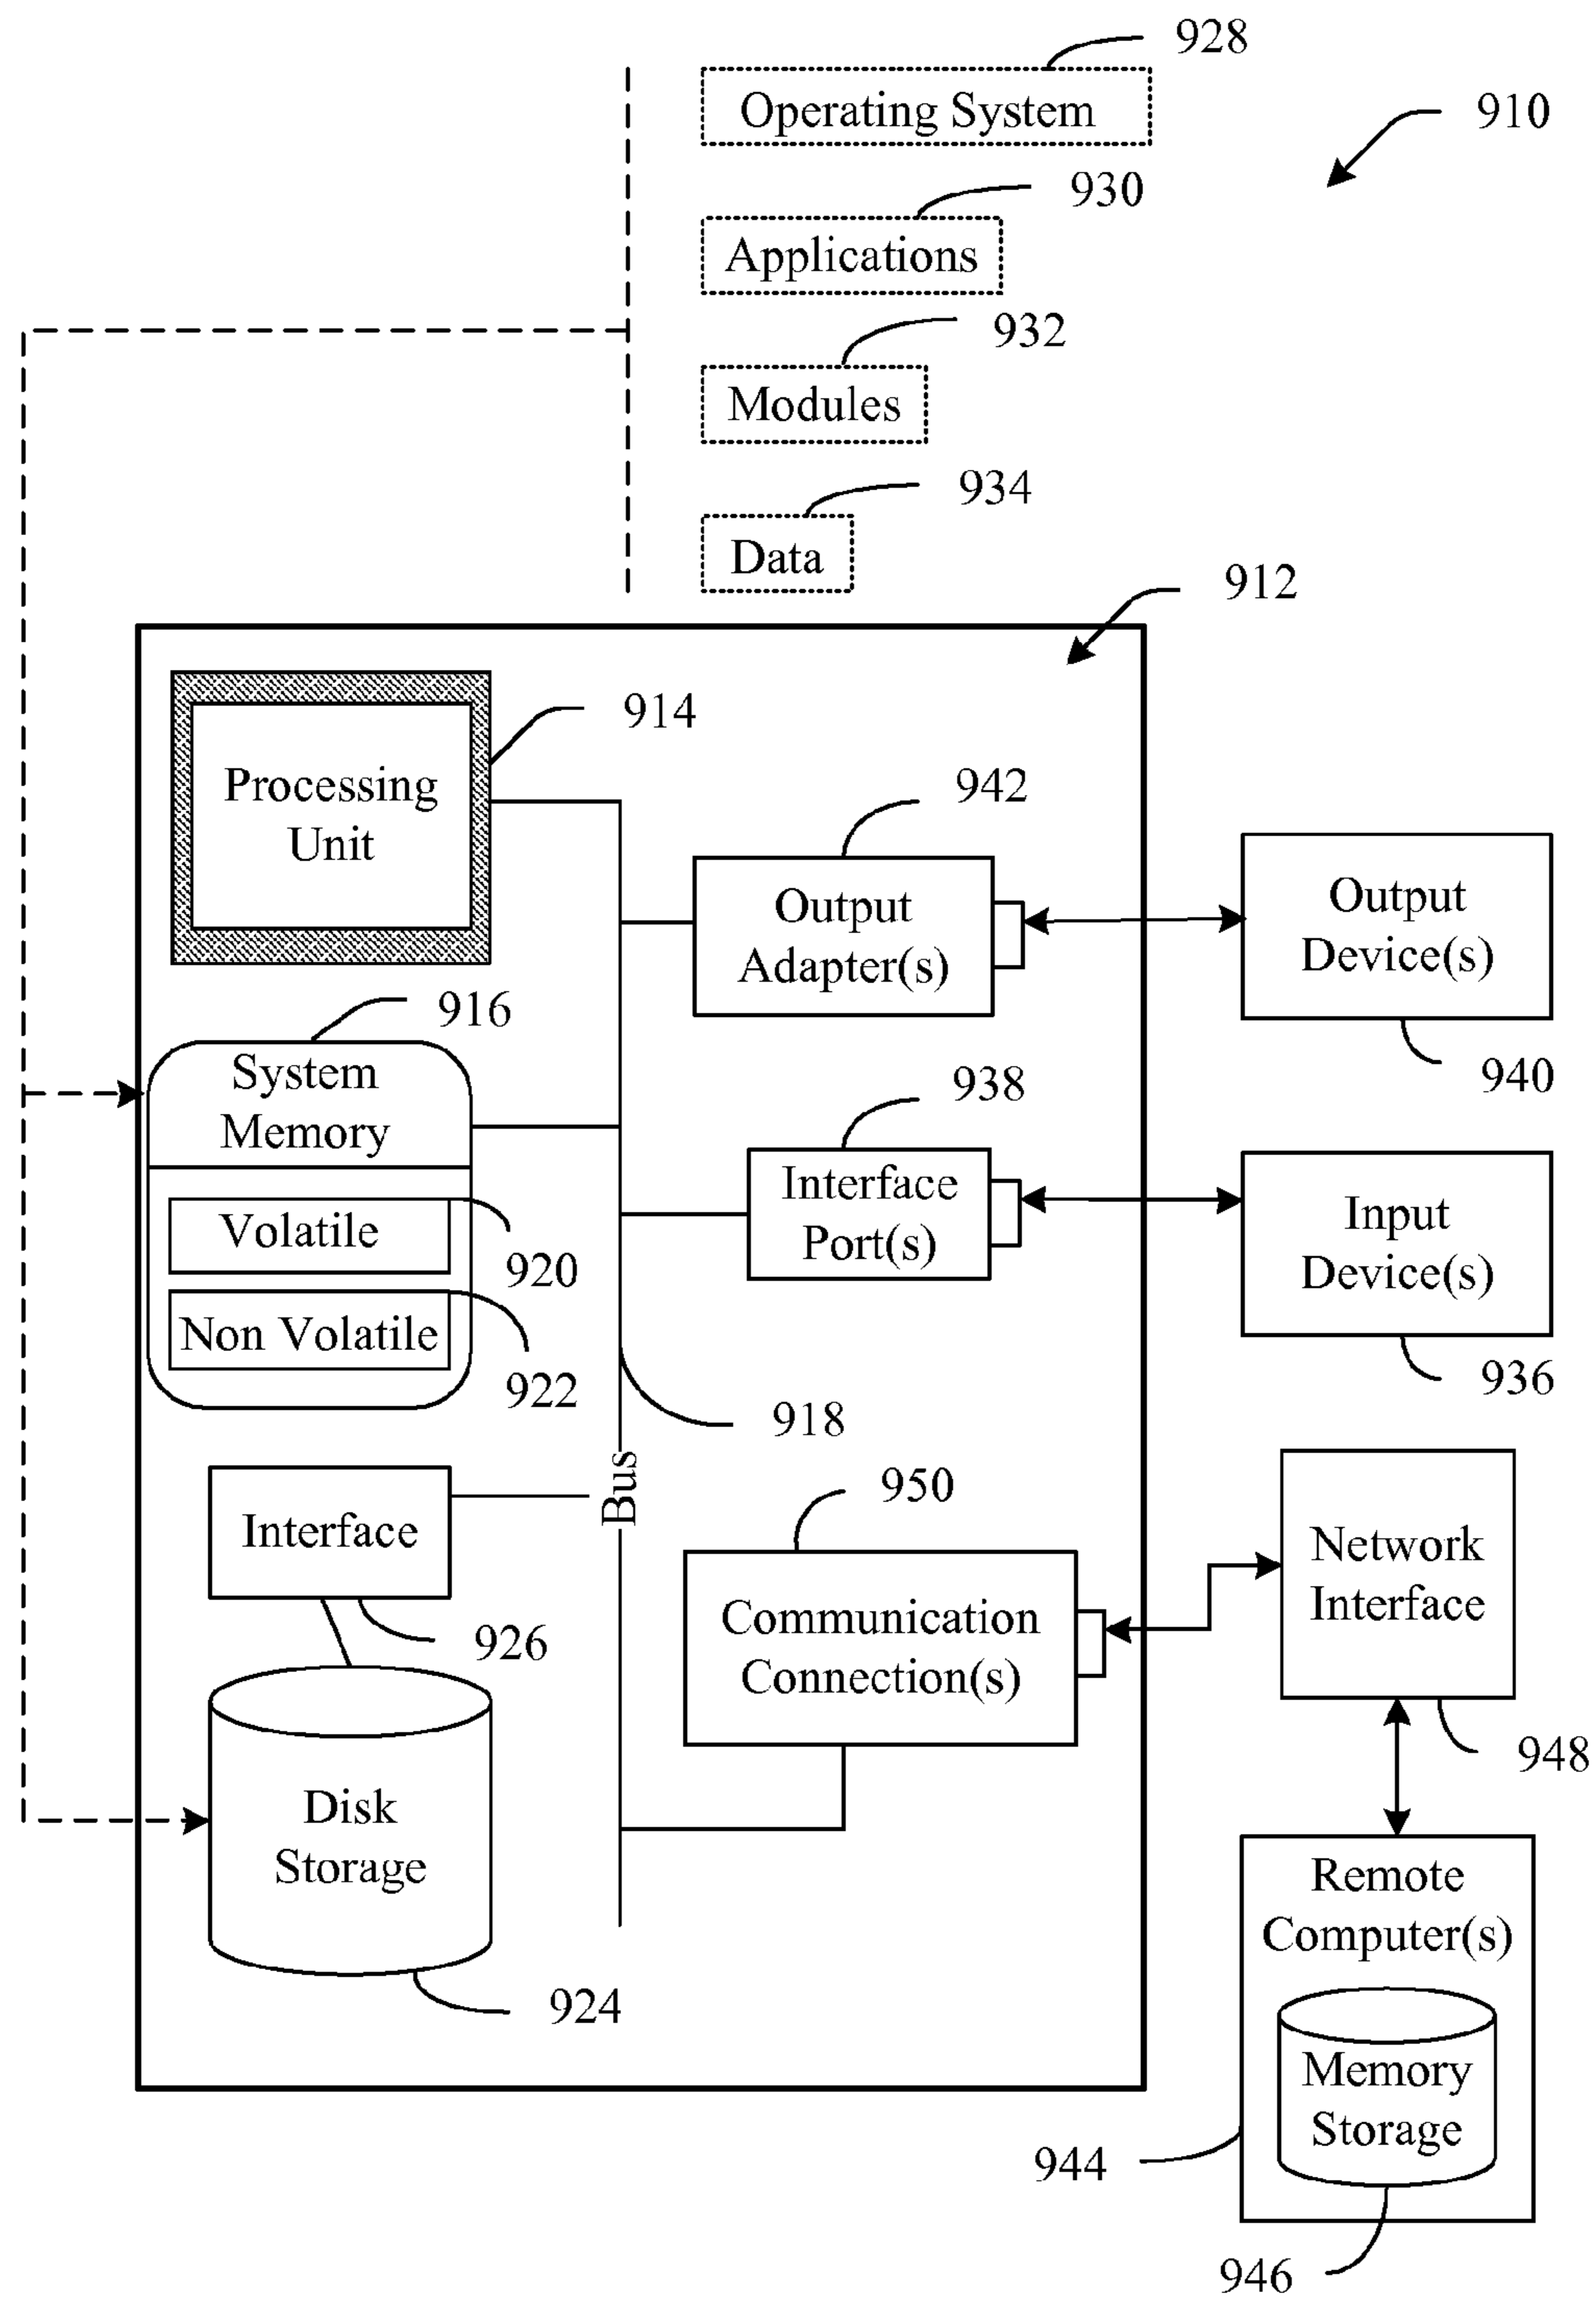 928
Operating System
910
930
Applications
932
Modules
934
Data
912
914
Processing
Unit
942
Output
Adapter(s)
Output
Device(s)
940
916
System
Memory
938
Interface
Port(s)
Input
Device(s)
936
Volatile
920
Non Volatile
922
918
Bus
Interface
926
950
Communication
Connection(s)
Network
Interface
948
Disk
Storage
924
Remote
Computer(s)
Memory
Storage
944
946